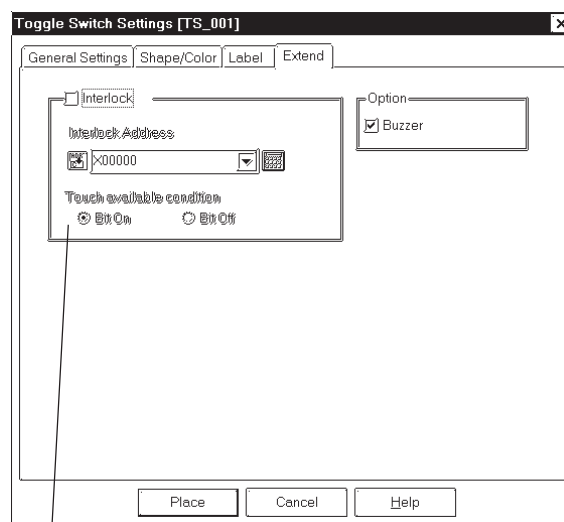 Toggle Switch Settings [TS_001]
General Settings Shape/Color Label Extend
Interlock
Interlock Address
X00000
Touch available condition
Bit On Bit Off
Option
Buzzer
Place Cancel Help